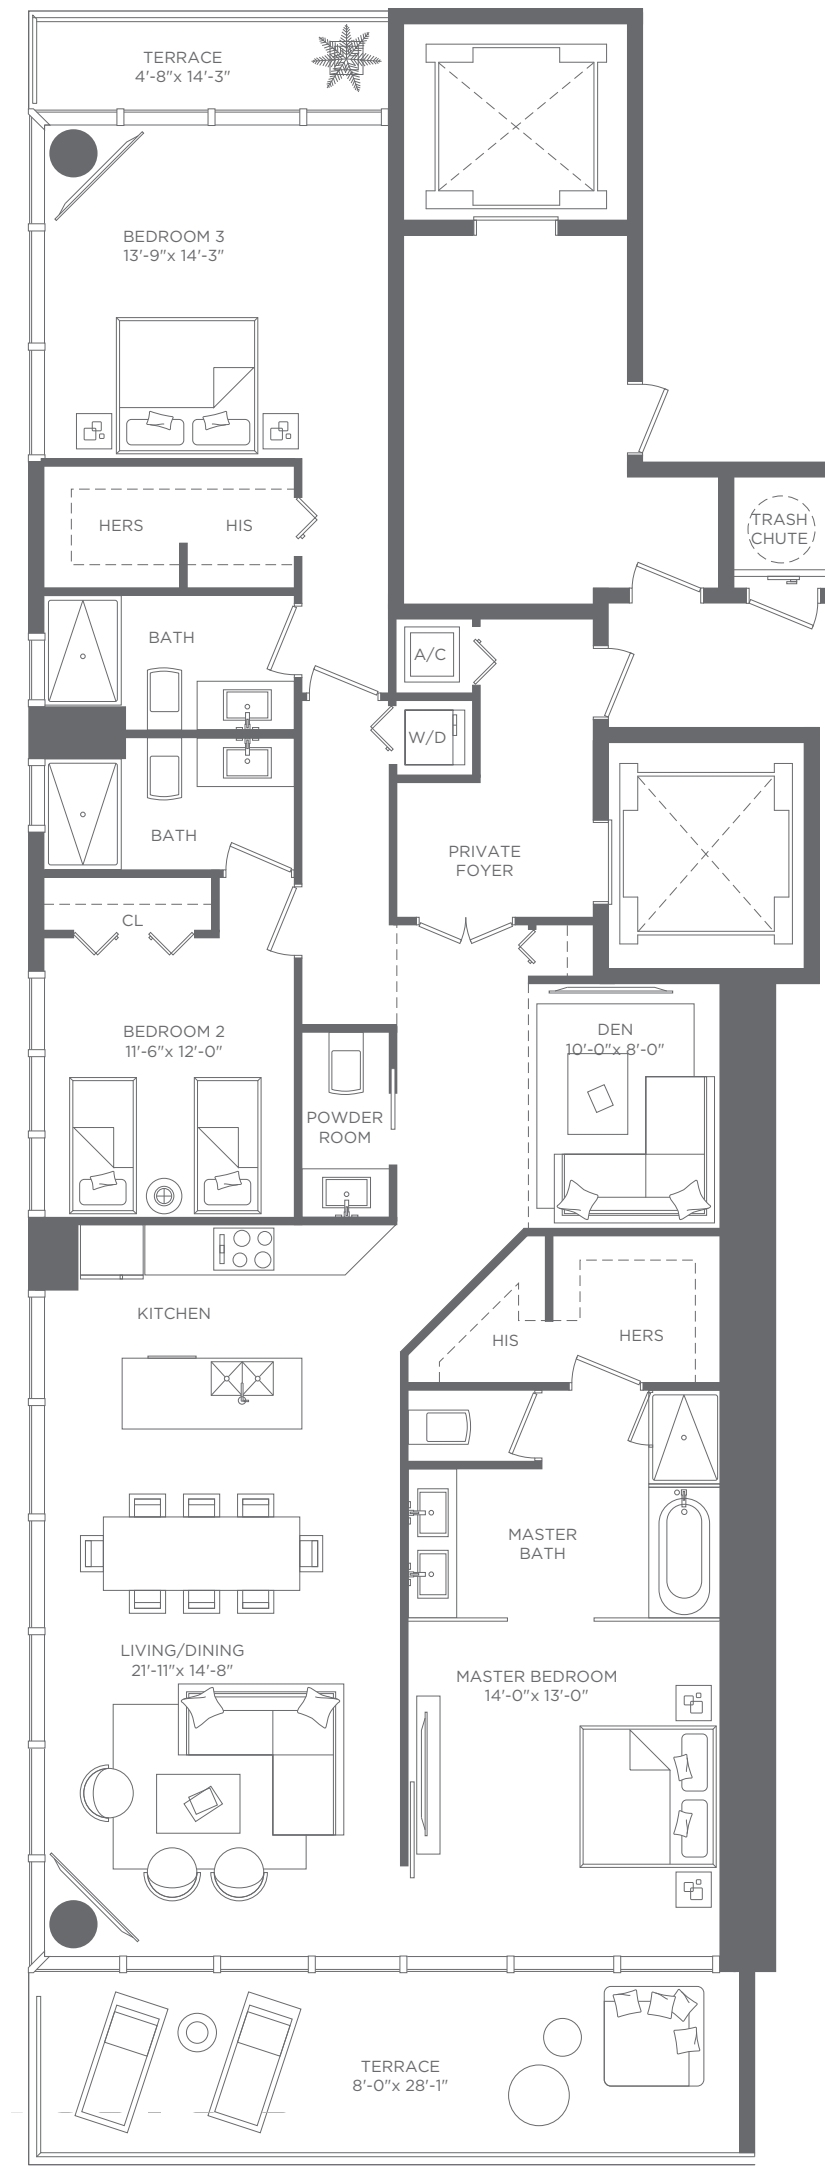 TERRACE
4'-8"x 14'-3"
BEDROOM 3
13'-9"x 14'-3"
HERS
HIS
TRASH
CHUTE
BATH
A/C
W/D
BATH
PRIVATE
FOYER
CL
BEDROOM 2
11'-6"x 12'-0"
DEN
10'-0"x 8'-0"
POWDER
ROOM
KITCHEN
HIS
HERS
MASTER
BATH
LIVING/DINING
21'-11"x 14'-8"
MASTER BEDROOM
14'-0"x 13'-0"
TERRACE
8'-0"x 28'-1"